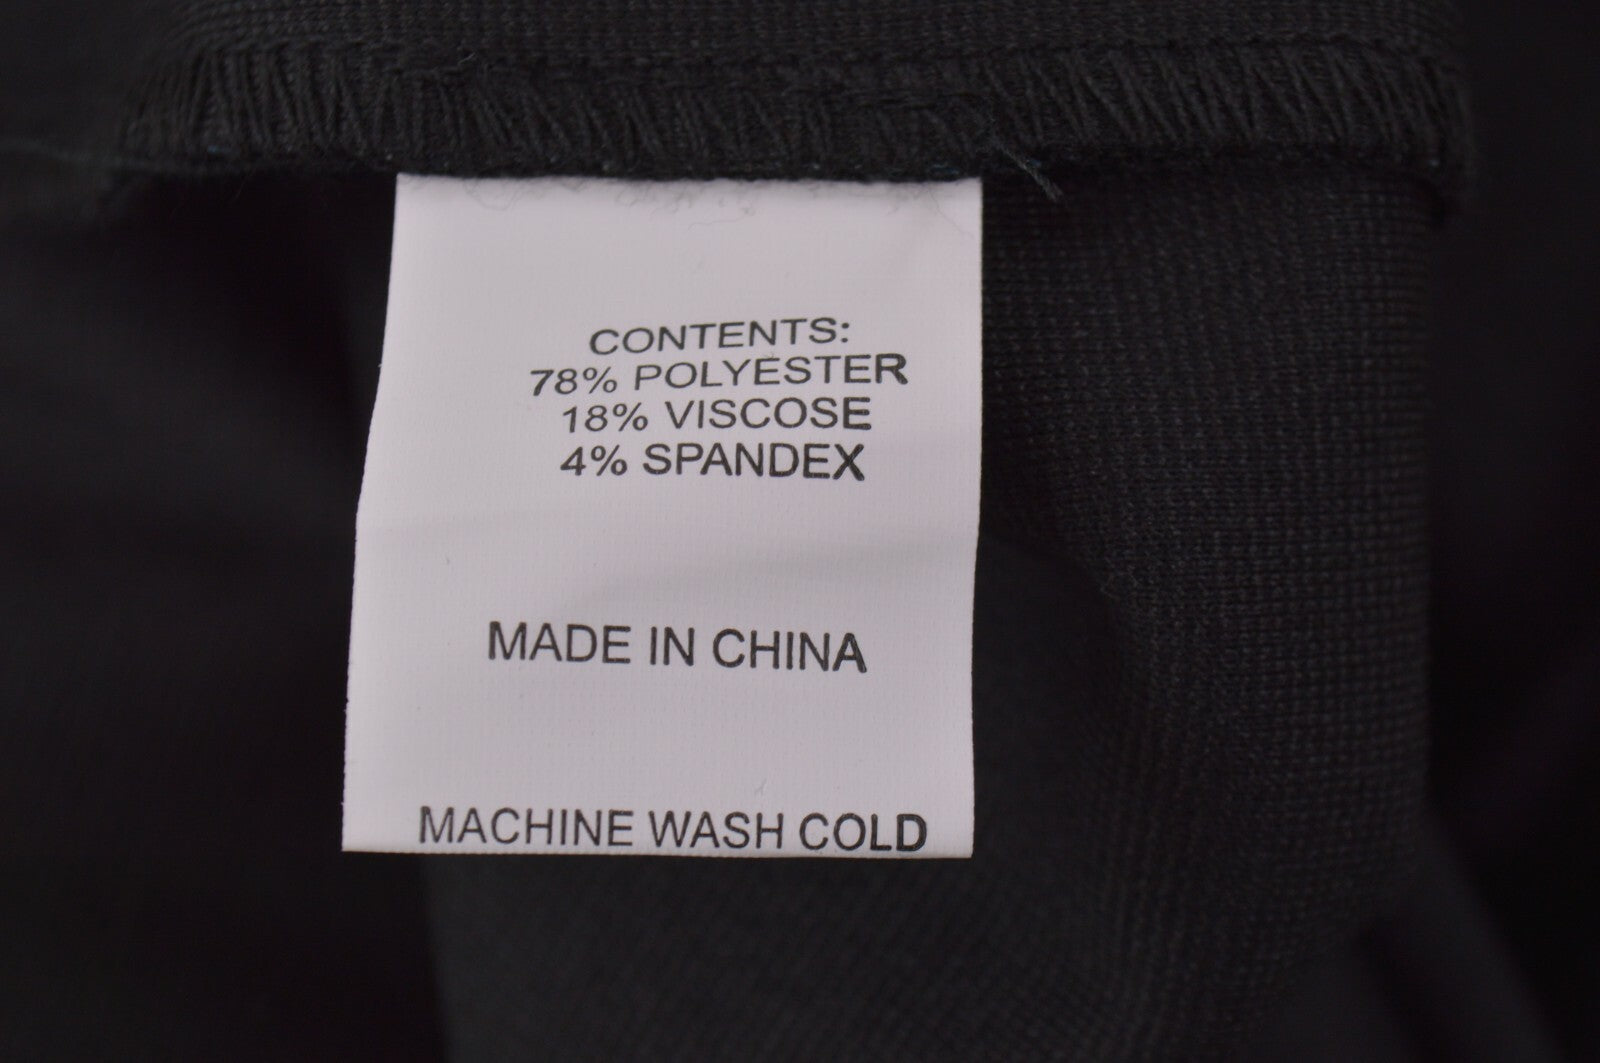 CONTENTS:
78% POLYESTER
18% VISCOSE
4% SPANDEX
MADE IN CHINA
MACHINE WASH COLD